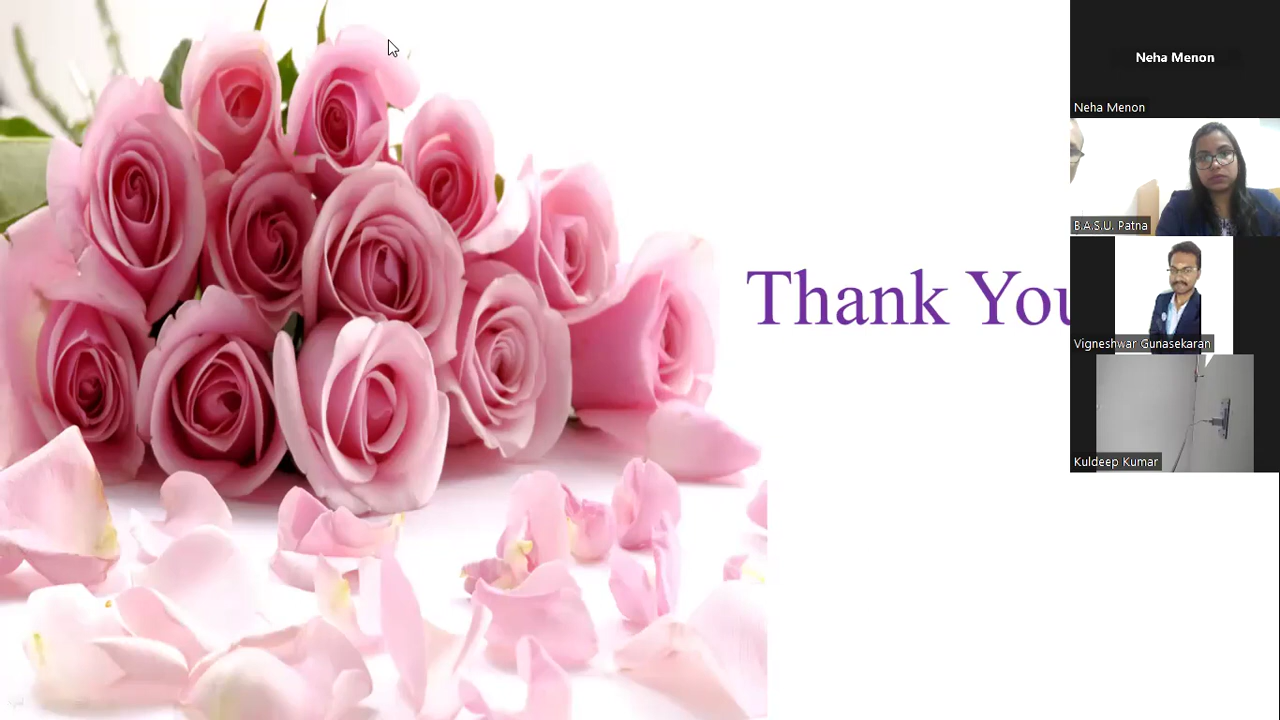 Neha Menon
Neha Menon
B.A.S.U. Patna
Thank You
Vigneshwar Gunasekaran
Kuldeep Kumar